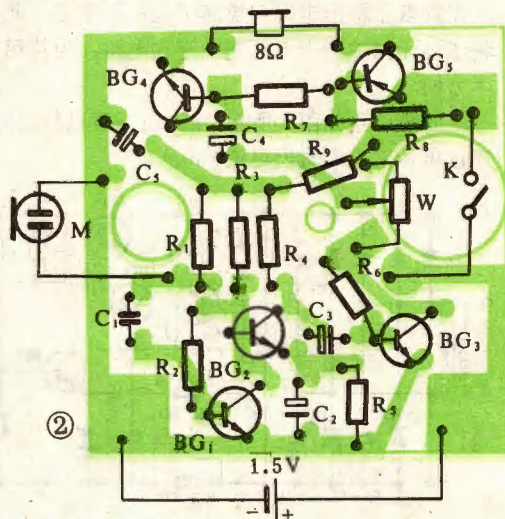 8Ω
BG₄
BG₅
R₇
C₄
R₈
R₉
C₅
R₃
K
M
W
R₁
R₄
R₆
C₁
C₃
BG₃
R₂
BG₂
C₂
R₅
②
BG₁
1.5V
- +